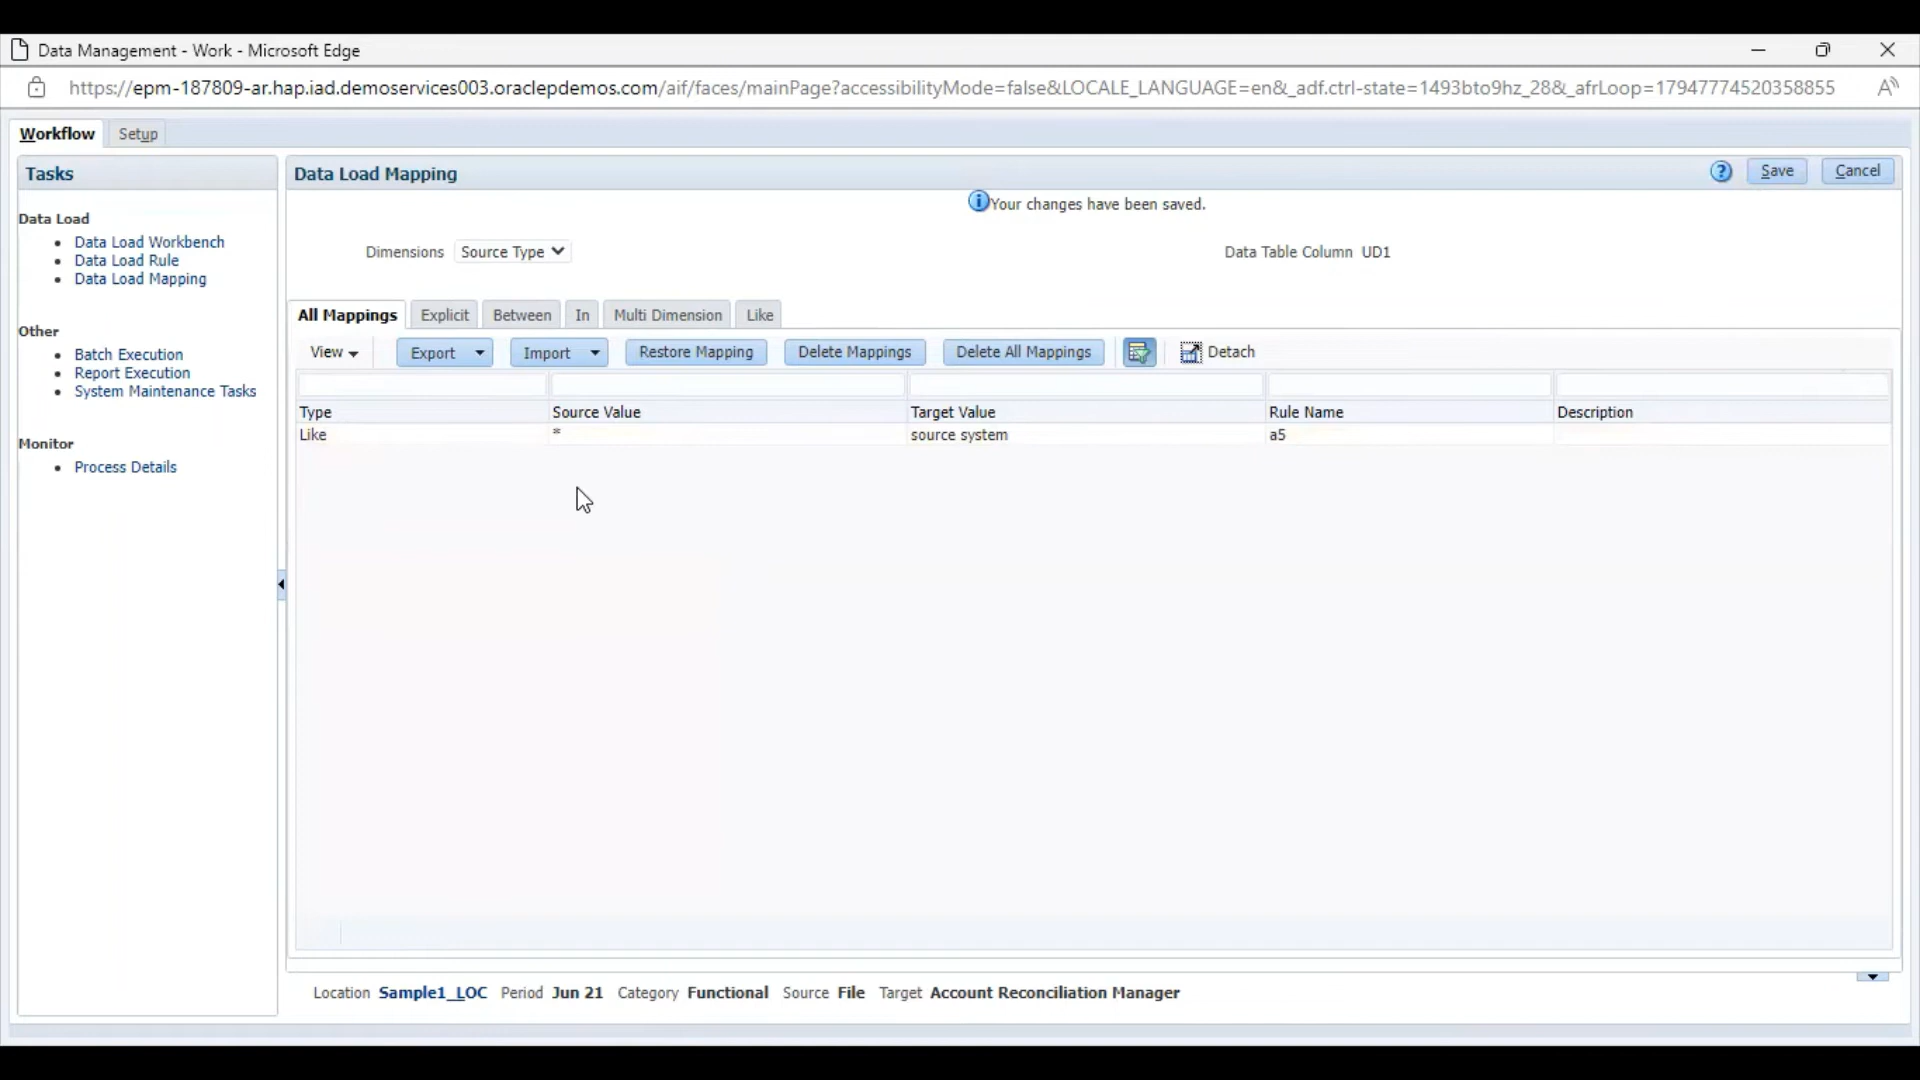 Data Management - Work - Microsoft Edge
https://epm-187809-ar.hap.iad.demoservices003.oraclepdemos.com/aif/faces/mainPage?accessibilityMode=false&LOCALE_LANGUAGE=en&_adf.ctrl-state=1493bto9hz_28&_afrLoop=17947774520358855
Workflow Setup
Tasks
Data Load
Data Load Workbench
Data Load Rule
Data Load Mapping
Other
Batch Execution
Report Execution
System Maintenance Tasks
Monitor
Process Details
Data Load Mapping Save Cancel
Your changes have been saved.
Dimensions Source Type Data Table Column UD1
All Mappings Explicit Between In Multi Dimension Like
View Export Import Restore Mapping Delete Mappings Delete All Mappings Detach
Type Source Value Target Value Rule Name Description
Like * source system a5
Location Sample1_LOC Period Jun 21 Category Functional Source File Target Account Reconciliation Manager